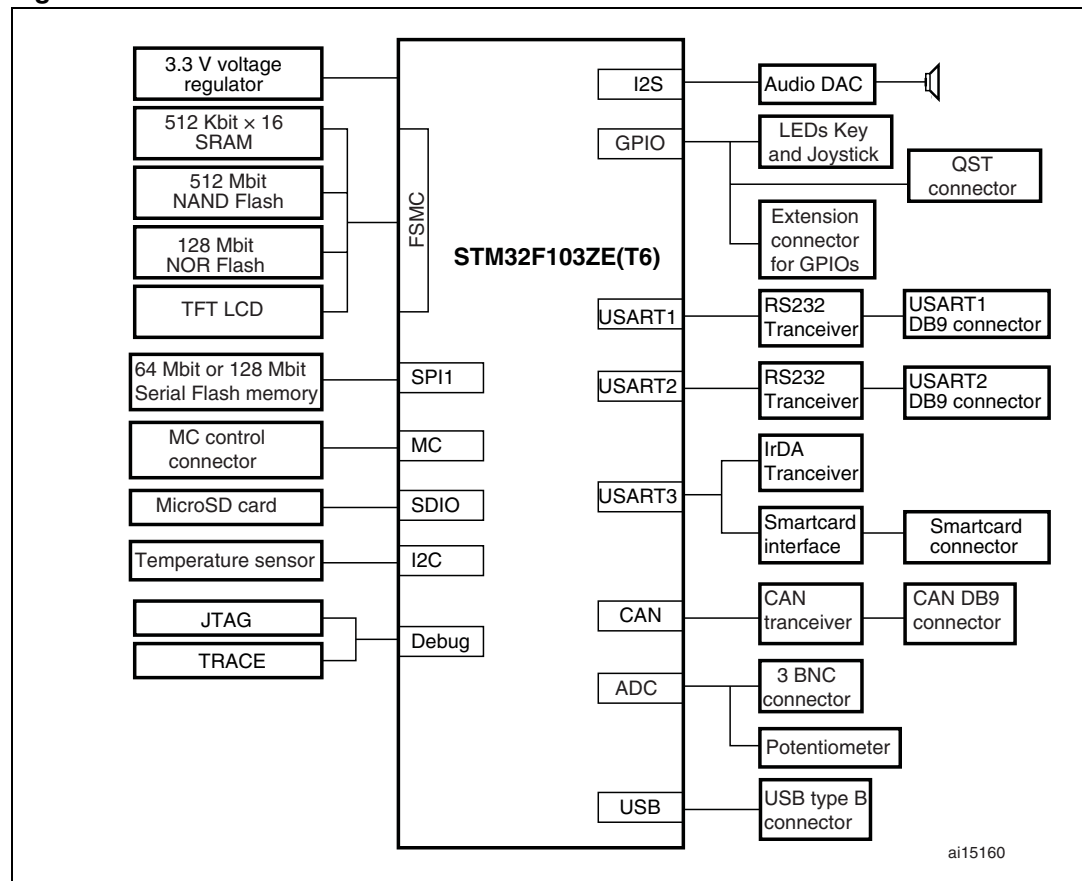 3.3 V voltage
regulator
512 Kbit × 16
SRAM
512 Mbit
NAND Flash
128 Mbit
NOR Flash
TFT LCD
64 Mbit or 128 Mbit
Serial Flash memory
MC control
connector
MicroSD card
Temperature sensor
JTAG
TRACE
FSMC
SPI1
MC
SDIO
I2C
Debug
STM32F103ZE(T6)
I2S
GPIO
USART1
USART2
USART3
CAN
ADC
USB
Audio DAC
LEDs Key
and Joystick
QST
connector
Extension
connector
for GPIOs
RS232
Tranceiver
USART1
DB9 connector
RS232
Tranceiver
USART2
DB9 connector
IrDA
Tranceiver
Smartcard
interface
Smartcard
connector
CAN
tranceiver
CAN DB9
connector
3 BNC
connector
Potentiometer
USB type B
connector
ai15160